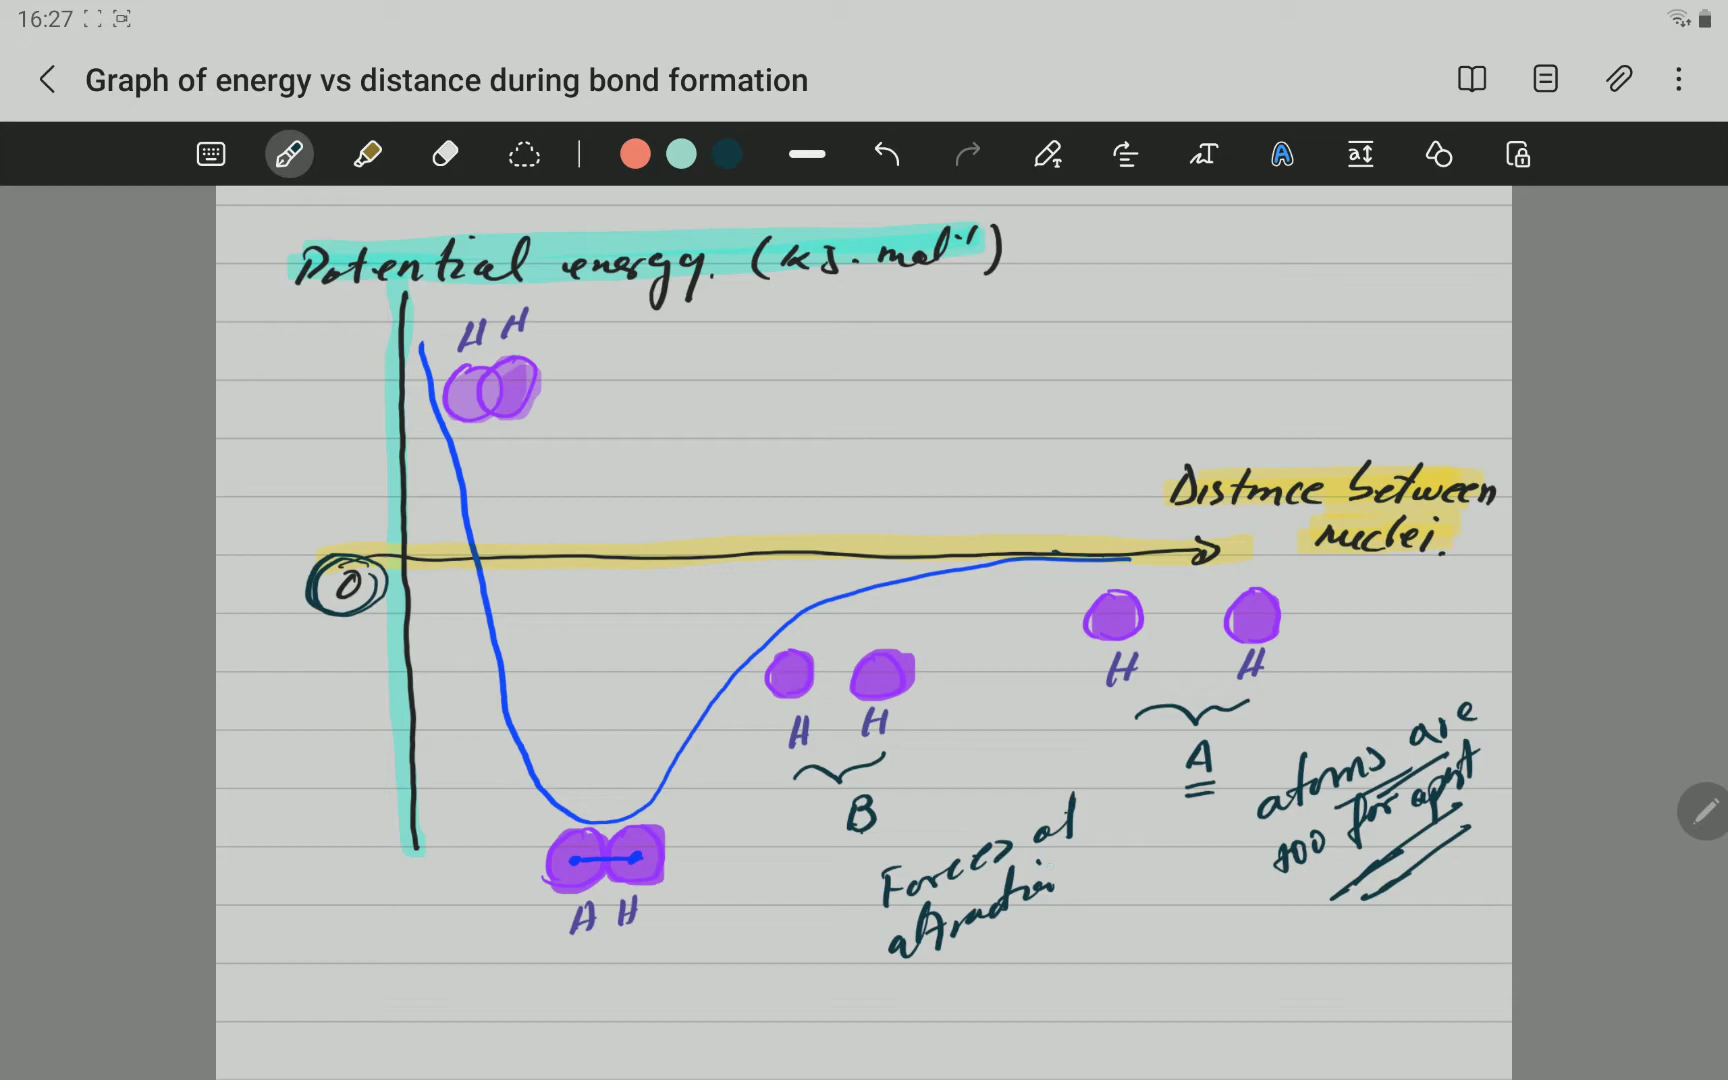 16:27
Graph of energy vs distance during bond formation
Potential energy. (kJ. mol-1)
H H
Distance between
nuclei.
0
H H
H H
A
B
atoms are
too far apart
H H
Forces of
attraction